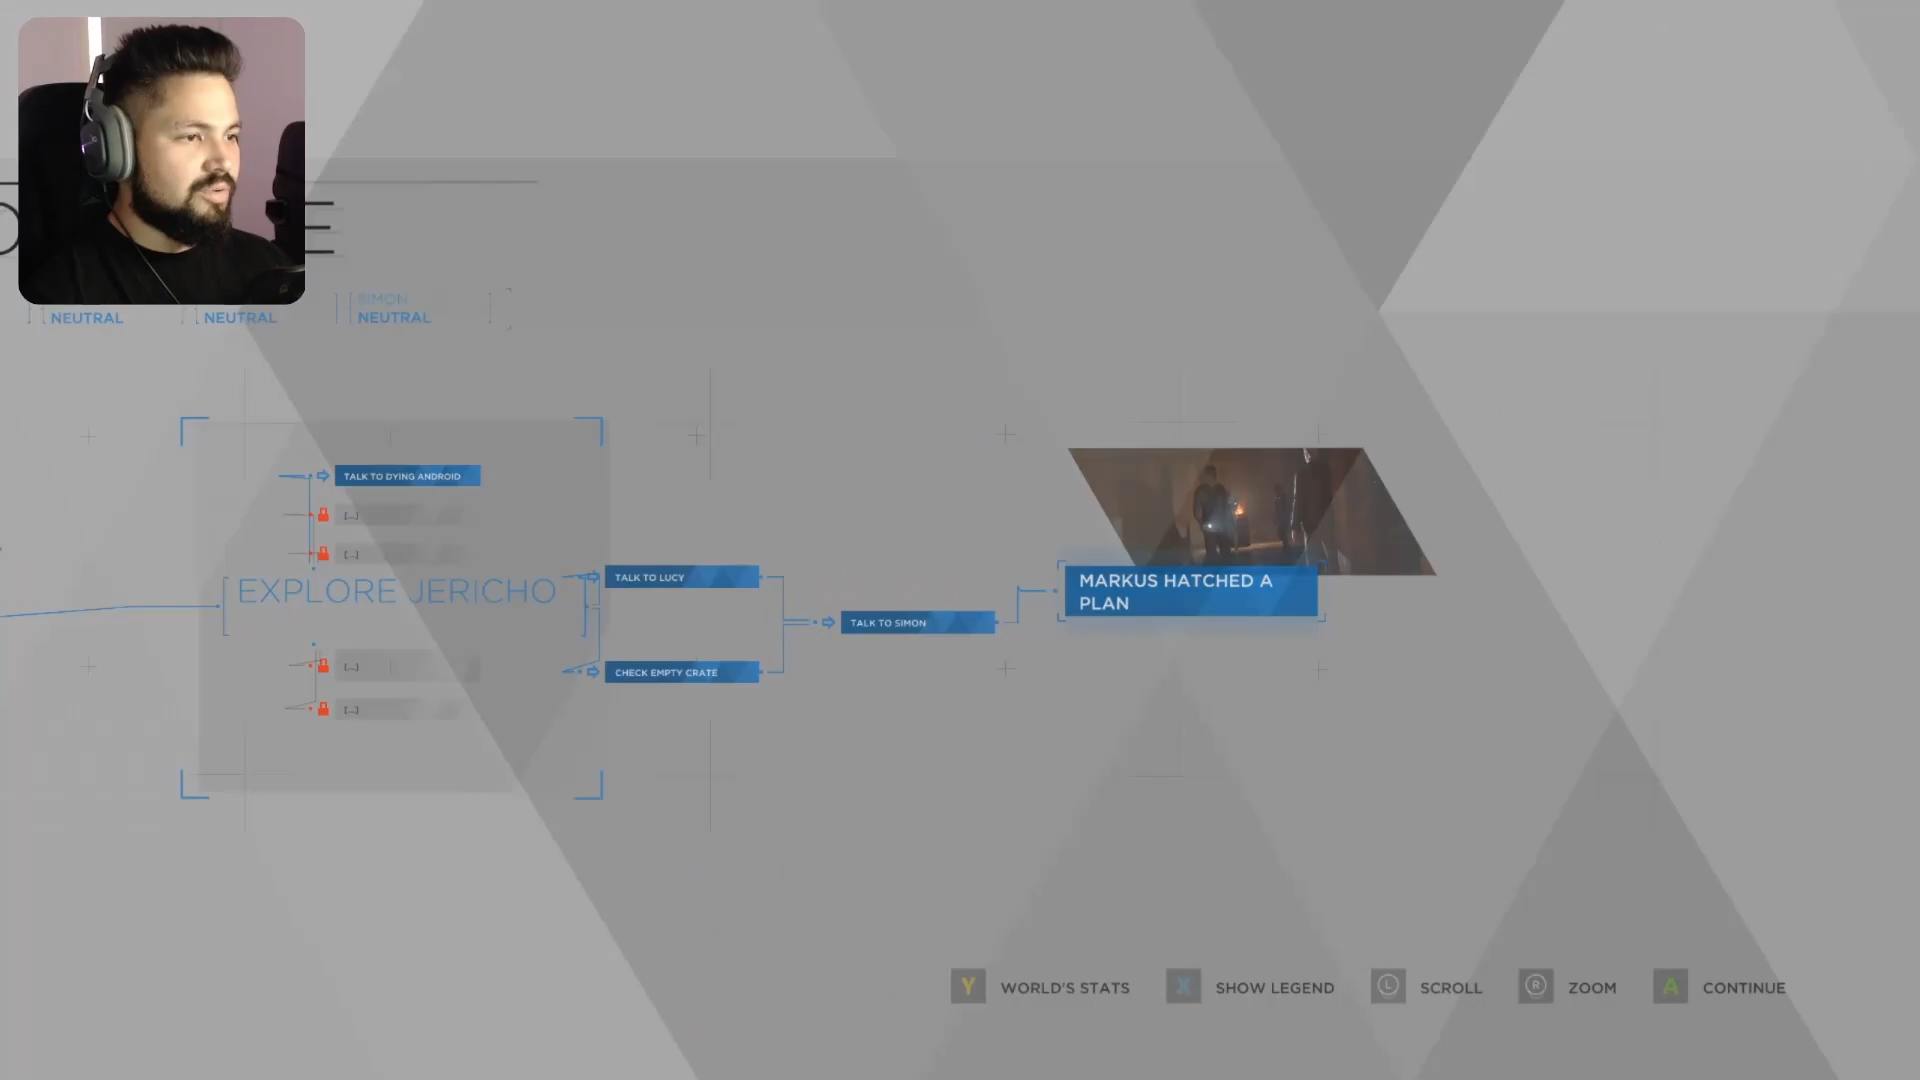 NEUTRAL
NEUTRAL
SIMON
NEUTRAL
TALK TO DYING ANDROID
[...]
[...]
EXPLORE JERICHO
[...]
[...]
TALK TO LUCY
CHECK EMPTY CRATE
TALK TO SIMON
MARKUS HATCHED A
PLAN
Y WORLD'S STATS
X SHOW LEGEND
L SCROLL
R ZOOM
A CONTINUE